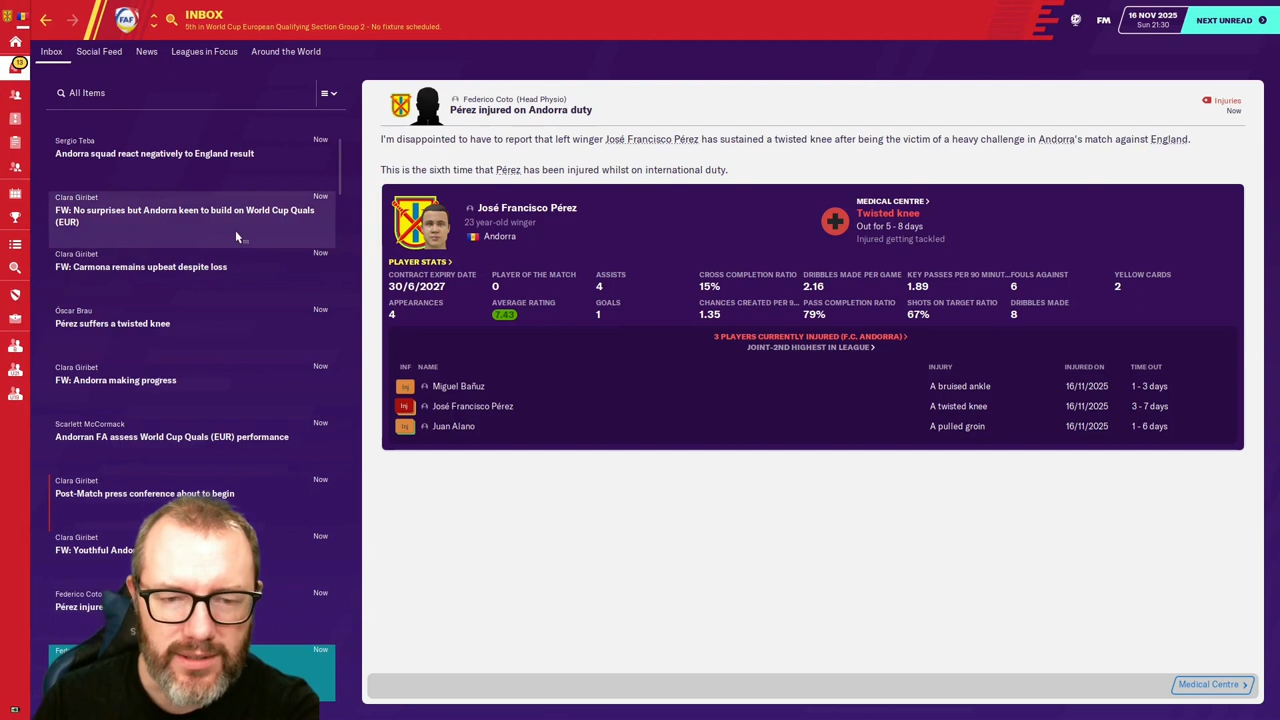 INBOX
5th in World Cup European Qualifying Section Group 2 - No fixture scheduled.
FAF
FM
16 NOV 2025
Sun 21:30
NEXT UNREAD
13
Inbox
Social Feed
News
Leagues in Focus
Around the World
All Items
Sergio Teba
Now
Andorra squad react negatively to England result
Clara Giribet
Now
FW: No surprises but Andorra keen to build on World Cup Quals
(EUR)
Clara Giribet
Now
FW: Carmona remains upbeat despite loss
Óscar Brau
Now
Pérez suffers a twisted knee
Clara Giribet
Now
FW: Andorra making progress
Scarlett McCormack
Now
Andorran FA assess World Cup Quals (EUR) performance
Clara Giribet
Now
Post-Match press conference about to begin
Clara Giribet
Now
FW: Youthful
Federico Coto
Now
Pérez
Now
Federico Coto (Head Physio)
Pérez injured on Andorra duty
Injuries
Now
I'm disappointed to have to report that left winger José Francisco Pérez has sustained a twisted knee after being the victim of a heavy challenge in Andorra's match against England.
This is the sixth time that Pérez has been injured whilst on international duty.
José Francisco Pérez
23 year-old winger
Andorra
MEDICAL CENTRE
Twisted knee
Out for 5 - 8 days
Injured getting tackled
PLAYER STATS
CONTRACT EXPIRY DATE PLAYER OF THE MATCH ASSISTS CROSS COMPLETION RATIO DRIBBLES MADE PER GAME KEY PASSES PER 90 MINUT... FOULS AGAINST YELLOW CARDS
30/6/2027 0 4 15% 2.16 1.89 6 2
APPEARANCES AVERAGE RATING GOALS CHANCES CREATED PER 9... PASS COMPLETION RATIO SHOTS ON TARGET RATIO DRIBBLES MADE
4 7.43 1 1.35 79% 67% 8
3 PLAYERS CURRENTLY INJURED (F.C. ANDORRA)
JOINT-2ND HIGHEST IN LEAGUE
INF NAME INJURY INJURED ON TIME OUT
Inj Miguel Bañuz A bruised ankle 16/11/2025 1 - 3 days
Inj José Francisco Pérez A twisted knee 16/11/2025 3 - 7 days
Inj Juan Alano A pulled groin 16/11/2025 1 - 6 days
Medical Centre